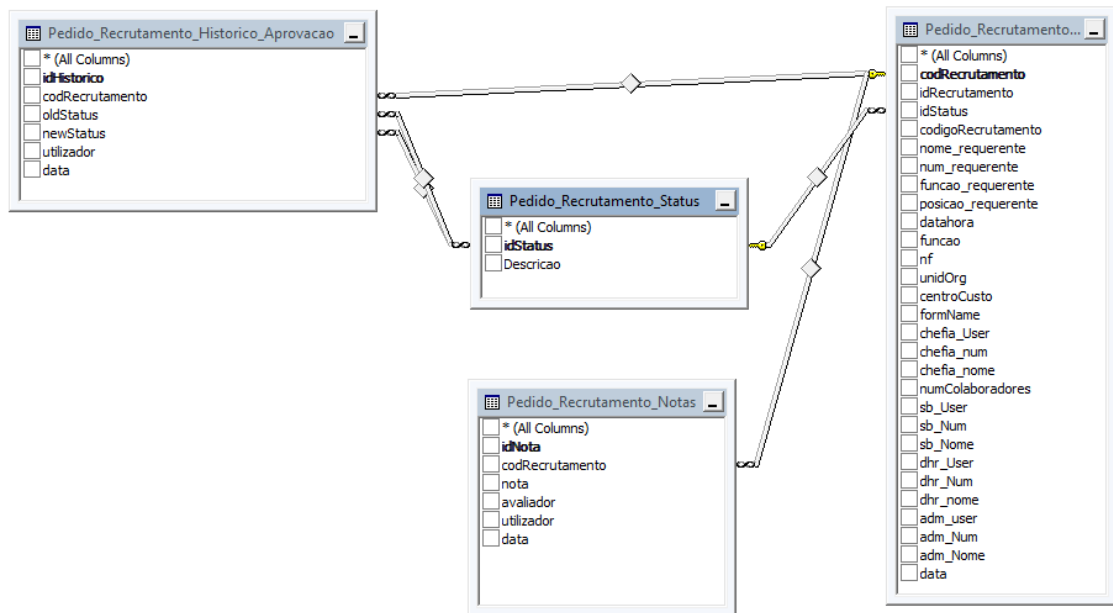 Pedido_Recrutamento_Historico_Aprovacao
* (All Columns)
idHistorico
codRecrutamento
oldStatus
newStatus
utilizador
data
Pedido_Recrutamento_Status
* (All Columns)
idStatus
Descricao
Pedido_Recrutamento_Notas
* (All Columns)
idNota
codRecrutamento
nota
avaliador
utilizador
data
Pedido_Recrutamento...
* (All Columns)
codRecrutamento
idRecrutamento
idStatus
codigoRecrutamento
nome_requerente
num_requerente
funcao_requerente
posicao_requerente
datahora
funcao
nf
unidOrg
centroCusto
formName
chefia_User
chefia_num
chefia_nome
numColaboradores
sb_User
sb_Num
sb_Nome
dhr_User
dhr_Num
dhr_nome
adm_user
adm_Num
adm_Nome
data